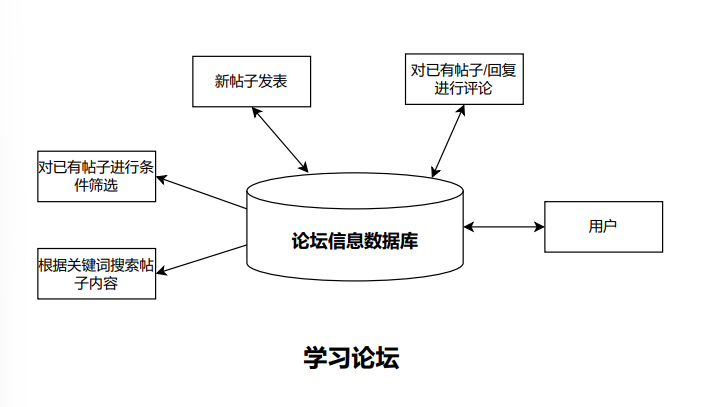 新帖子发表
对已有帖子/回复
进行评论
对已有帖子进行条
件筛选
用户
论坛信息数据库
根据关键词搜索帖
子内容
学习论坛